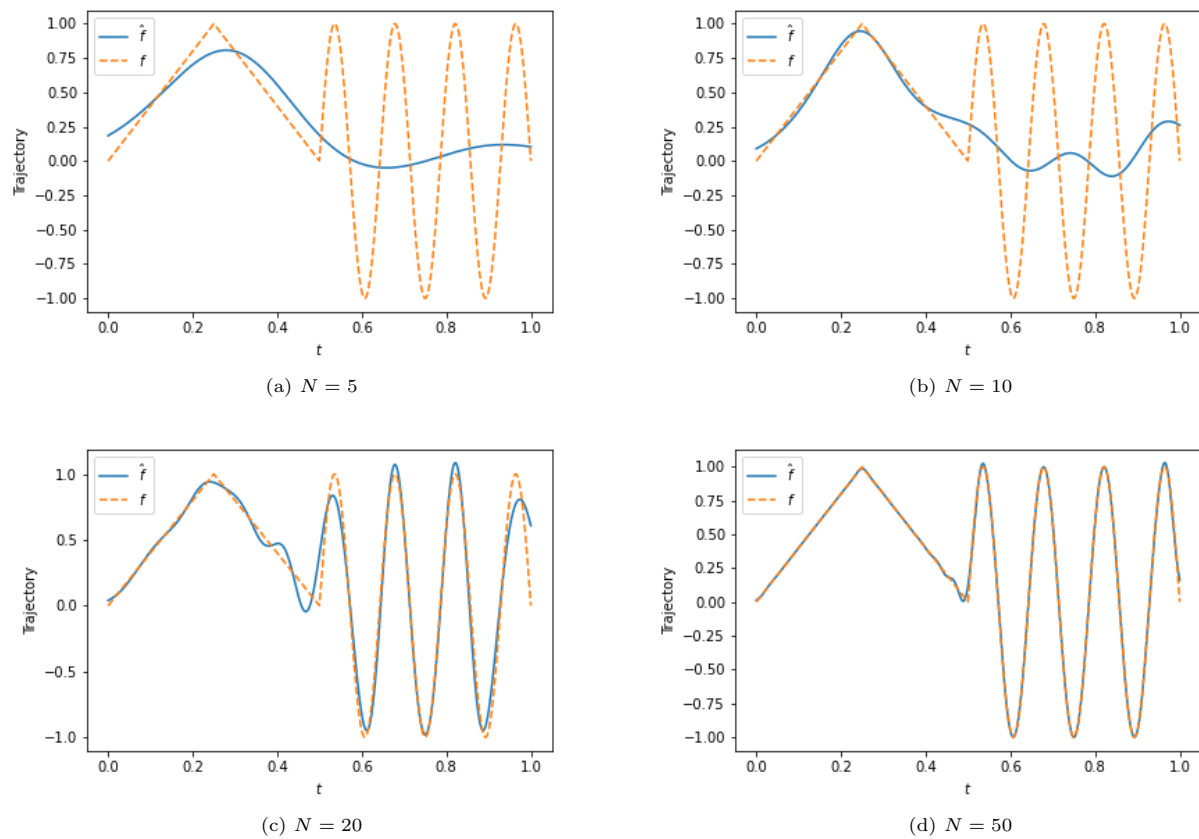 1.00
0.75
0.50
0.25
0.00
−0.25
−0.50
−0.75
−1.00
Trajectory
f̂
f
0.0 0.2 0.4 0.6 0.8 1.0
t
(a) N = 5
1.00
0.75
0.50
0.25
0.00
−0.25
−0.50
−0.75
−1.00
Trajectory
f̂
f
0.0 0.2 0.4 0.6 0.8 1.0
t
(b) N = 10
1.0
0.5
0.0
−0.5
−1.0
Trajectory
f̂
f
0.0 0.2 0.4 0.6 0.8 1.0
t
(c) N = 20
1.00
0.75
0.50
0.25
0.00
−0.25
−0.50
−0.75
−1.00
Trajectory
f̂
f
0.0 0.2 0.4 0.6 0.8 1.0
t
(d) N = 50